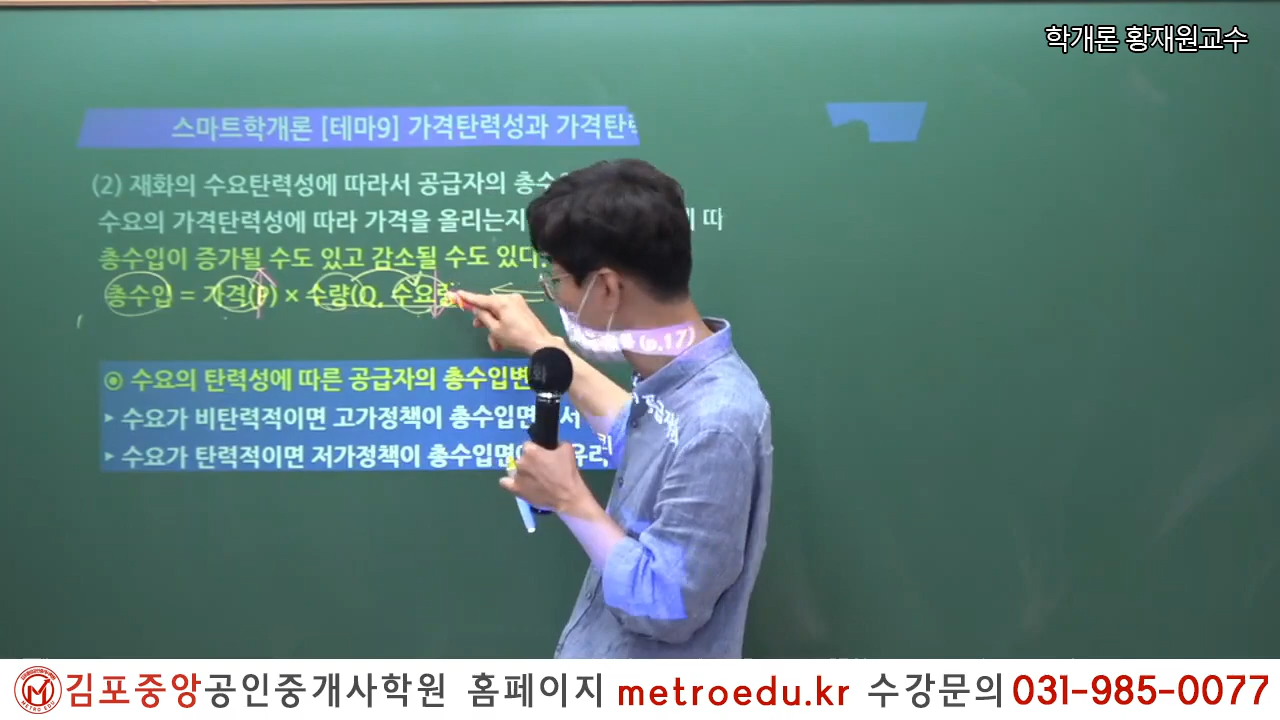 학개론 황재원교수
스마트학개론 [테마9] 가격탄력성과
(2) 재화의 수요탄력성에 따라서 공급자의
수요의 가격탄력성에 따라 가격을 올리는지 따
총수입이 증가될 수도 있고 감소될 수도 있다.
총수입 = 가격(P) × 수량(Q, 수요량
(p.17)
◉ 수요의 탄력성에 따른 공급자의 총수입변화
▸ 수요가 비탄력적이면 고가정책이 총수입면 서
▸ 수요가 탄력적이면 저가정책이 총수입면 유리
김포중앙공인중개사학원 홈페이지 metroedu.kr 수강문의 031-985-0077